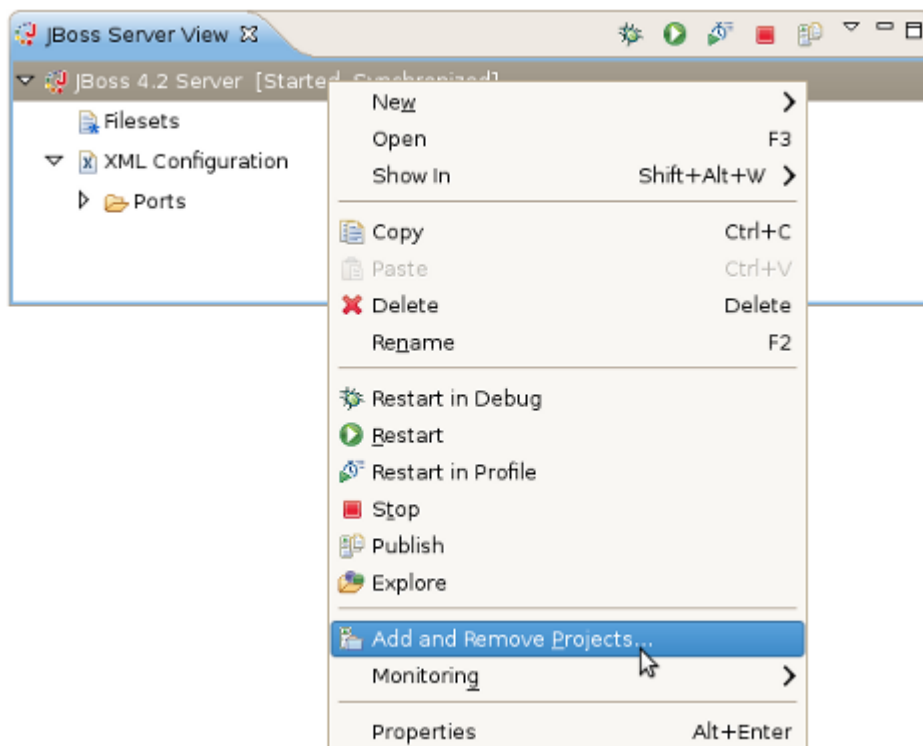 JBoss Server View
JBoss 4.2 Server [Started, Synchronized]
Filesets
XML Configuration
Ports
New
Open F3
Show In Shift+Alt+W
Copy Ctrl+C
Paste Ctrl+V
Delete Delete
Rename F2
Restart in Debug
Restart
Restart in Profile
Stop
Publish
Explore
Add and Remove Projects...
Monitoring
Properties Alt+Enter